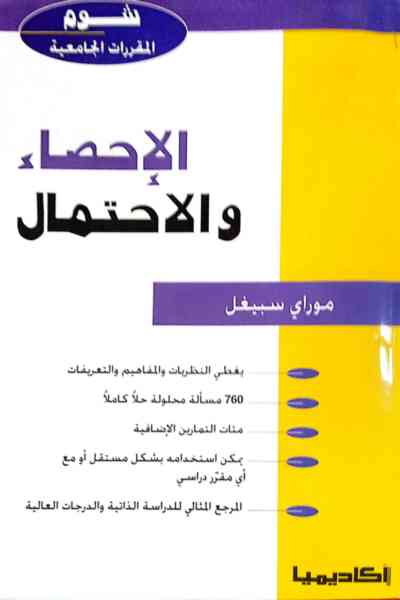 شوم
المقررات الجامعية
الإحصاء
والاحتمال
موراي سبيغل
يغطي النظريات والمفاهيم والتعريفات
760 مسألة محلولة حلاً كاملاً
مئات التمارين الإضافية
يمكن استخدامه بشكل مستقل أو مع
أي مقرّر دراسي
المرجع المثالي للدراسة الذاتية والدرجات العالية
أكاديميا